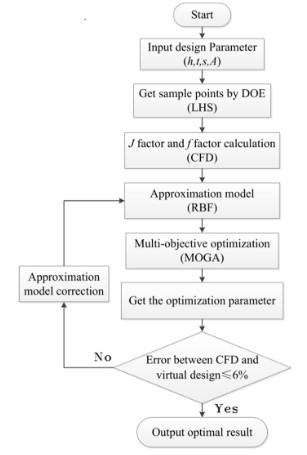 Start
Input design Parameter
(h,t,s,A)
Get sample points by DOE
(LHS)
J factor and f factor calculation
(CFD)
Approximation model
(RBF)
Multi-objective optimization
(MOGA)
Approximation
model correction
Get the optimization parameter
No
Error between CFD and
virtual design≤6%
Yes
Output optimal result